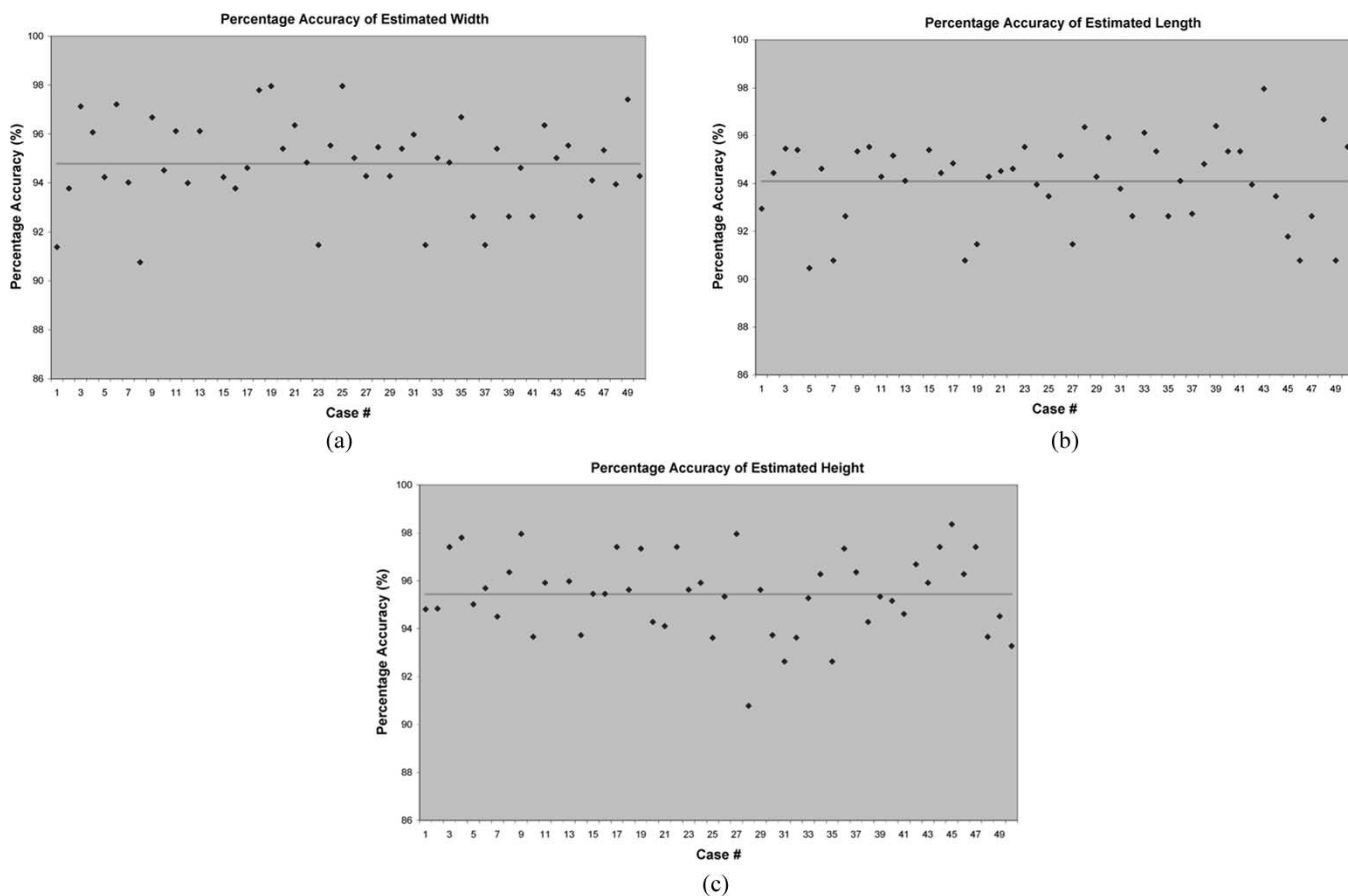 Percentage Accuracy of Estimated Width
100
98
96
94
92
90
88
86
Percentage Accuracy (%)
1 3 5 7 9 11 13 15 17 19 21 23 25 27 29 31 33 35 37 39 41 43 45 47 49
Case #
(a)
Percentage Accuracy of Estimated Length
100
98
96
94
92
90
88
86
Percentage Accuracy (%)
1 3 5 7 9 11 13 15 17 19 21 23 25 27 29 31 33 35 37 39 41 43 45 47 49
Case #
(b)
Percentage Accuracy of Estimated Height
100
98
96
94
92
90
88
86
Percentage Accuracy (%)
1 3 5 7 9 11 13 15 17 19 21 23 25 27 29 31 33 35 37 39 41 43 45 47 49
Case #
(c)